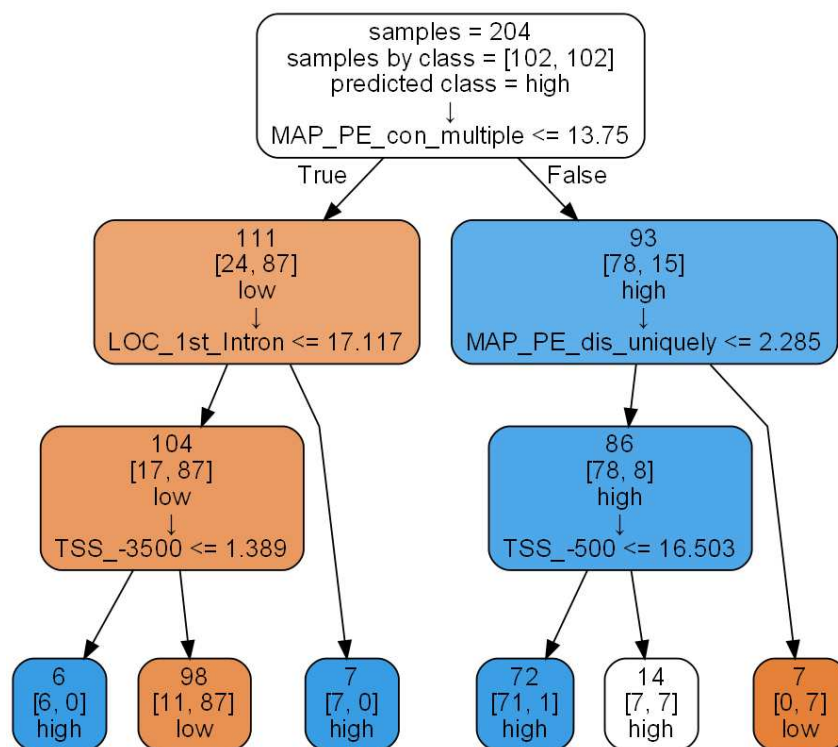 samples = 204
samples by class = [102, 102]
predicted class = high
↓
MAP_PE_con_multiple <= 13.75
True
False
111
[24, 87]
low
↓
LOC_1st_Intron <= 17.117
93
[78, 15]
high
↓
MAP_PE_dis_uniquely <= 2.285
104
[17, 87]
low
↓
TSS_-3500 <= 1.389
86
[78, 8]
high
↓
TSS_-500 <= 16.503
6
[6, 0]
high
98
[11, 87]
low
7
[7, 0]
high
72
[71, 1]
high
14
[7, 7]
high
7
[0, 7]
low